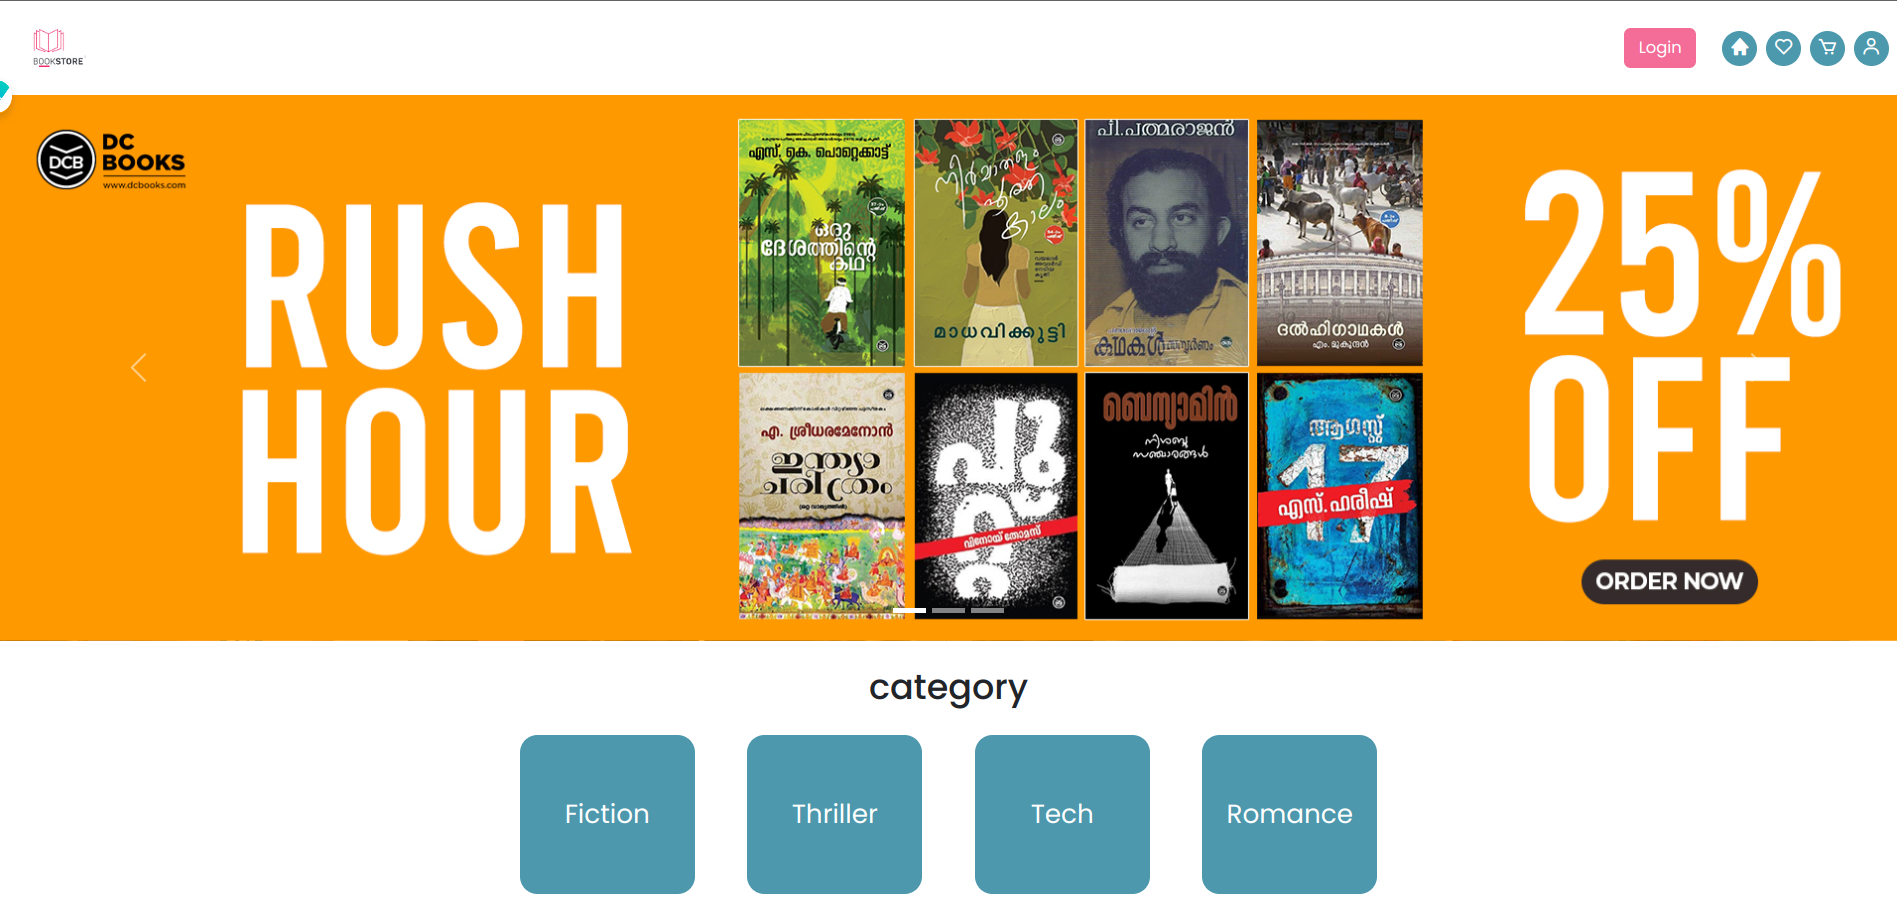 BOOKSTORE
Login
DCB
DC
BOOKS
www.dcbooks.com
RUSH
HOUR
എസ്. കെ. പൊറ്റെക്കാട്ട്
ഒരു
ദേശത്തിന്റെ
കഥ
നീർമാതളം
പൂത്ത
കാലം
മാധവിക്കുട്ടി
പി.പത്മരാജൻ
കഥകൾ
സമ്പൂർണം
ദൽഹിഗാഥകൾ
എം. മുകുന്ദൻ
എ. ശ്രീധരമേനോൻ
ഇന്ത്യാ
ചരിത്രം
പുറ്റ്
വിനോയ് തോമസ്
ബെന്യാമിൻ
നിശബ്ദ
സഞ്ചാരങ്ങൾ
ആഗസ്റ്റ്
17
എസ്. ഹരീഷ്
25%
OFF
ORDER NOW
category
Fiction
Thriller
Tech
Romance